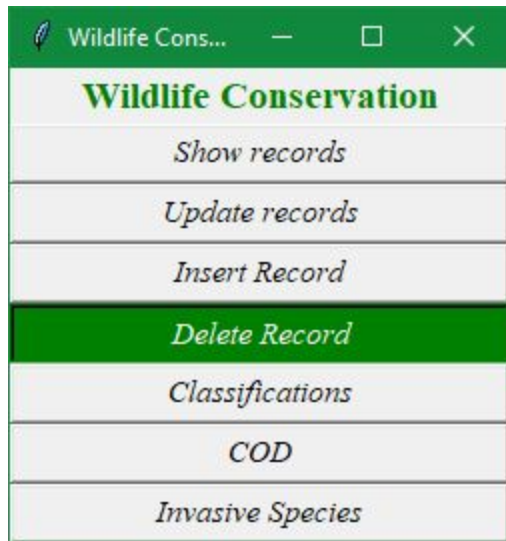 Wildlife Cons...
Wildlife Conservation
Show records
Update records
Insert Record
Delete Record
Classifications
COD
Invasive Species